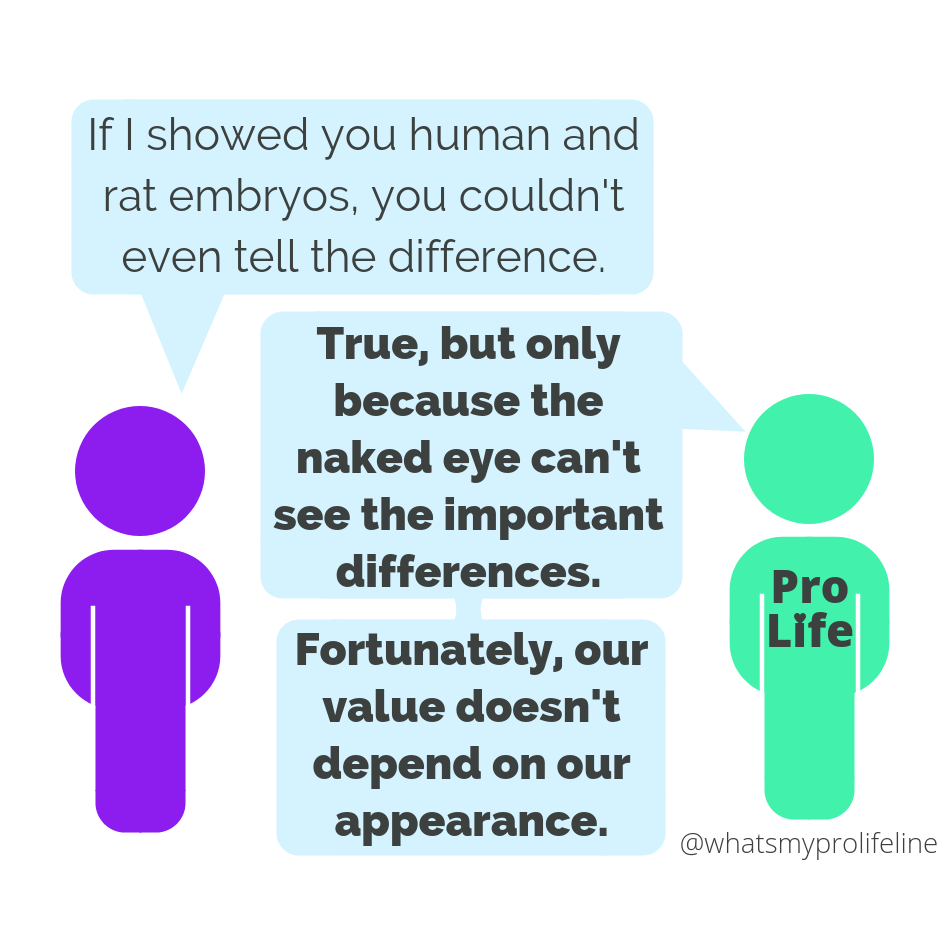 If I showed you human and
rat embryos, you couldn't
even tell the difference.
True, but only
because the
naked eye can't
see the important
differences.
Fortunately, our
value doesn't
depend on our
appearance.
Pro
Life
@whatsmyprolifeline